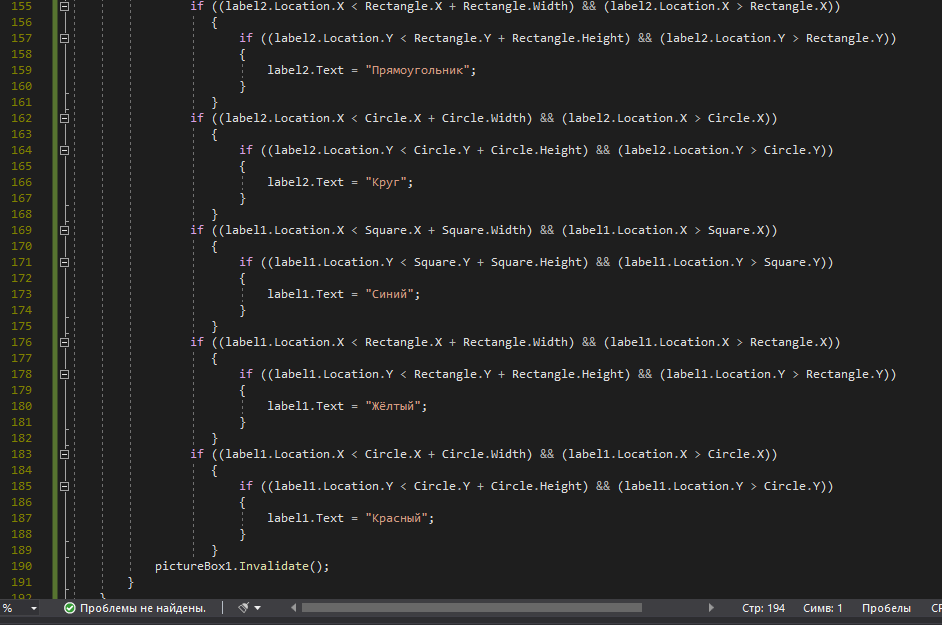 155 if ((label2.Location.X < Rectangle.X + Rectangle.Width) && (label2.Location.X > Rectangle.X))
156 {
157 if ((label2.Location.Y < Rectangle.Y + Rectangle.Height) && (label2.Location.Y > Rectangle.Y))
158 {
159 label2.Text = "Прямоугольник";
160 }
161 }
162 if ((label2.Location.X < Circle.X + Circle.Width) && (label2.Location.X > Circle.X))
163 {
164 if ((label2.Location.Y < Circle.Y + Circle.Height) && (label2.Location.Y > Circle.Y))
165 {
166 label2.Text = "Круг";
167 }
168 }
169 if ((label1.Location.X < Square.X + Square.Width) && (label1.Location.X > Square.X))
170 {
171 if ((label1.Location.Y < Square.Y + Square.Height) && (label1.Location.Y > Square.Y))
172 {
173 label1.Text = "Синий";
174 }
175 }
176 if ((label1.Location.X < Rectangle.X + Rectangle.Width) && (label1.Location.X > Rectangle.X))
177 {
178 if ((label1.Location.Y < Rectangle.Y + Rectangle.Height) && (label1.Location.Y > Rectangle.Y))
179 {
180 label1.Text = "Жёлтый";
181 }
182 }
183 if ((label1.Location.X < Circle.X + Circle.Width) && (label1.Location.X > Circle.X))
184 {
185 if ((label1.Location.Y < Circle.Y + Circle.Height) && (label1.Location.Y > Circle.Y))
186 {
187 label1.Text = "Красный";
188 }
189 }
190 pictureBox1.Invalidate();
191 }
192 }
% Проблемы не найдены. Стр: 194 Симв: 1 Пробелы